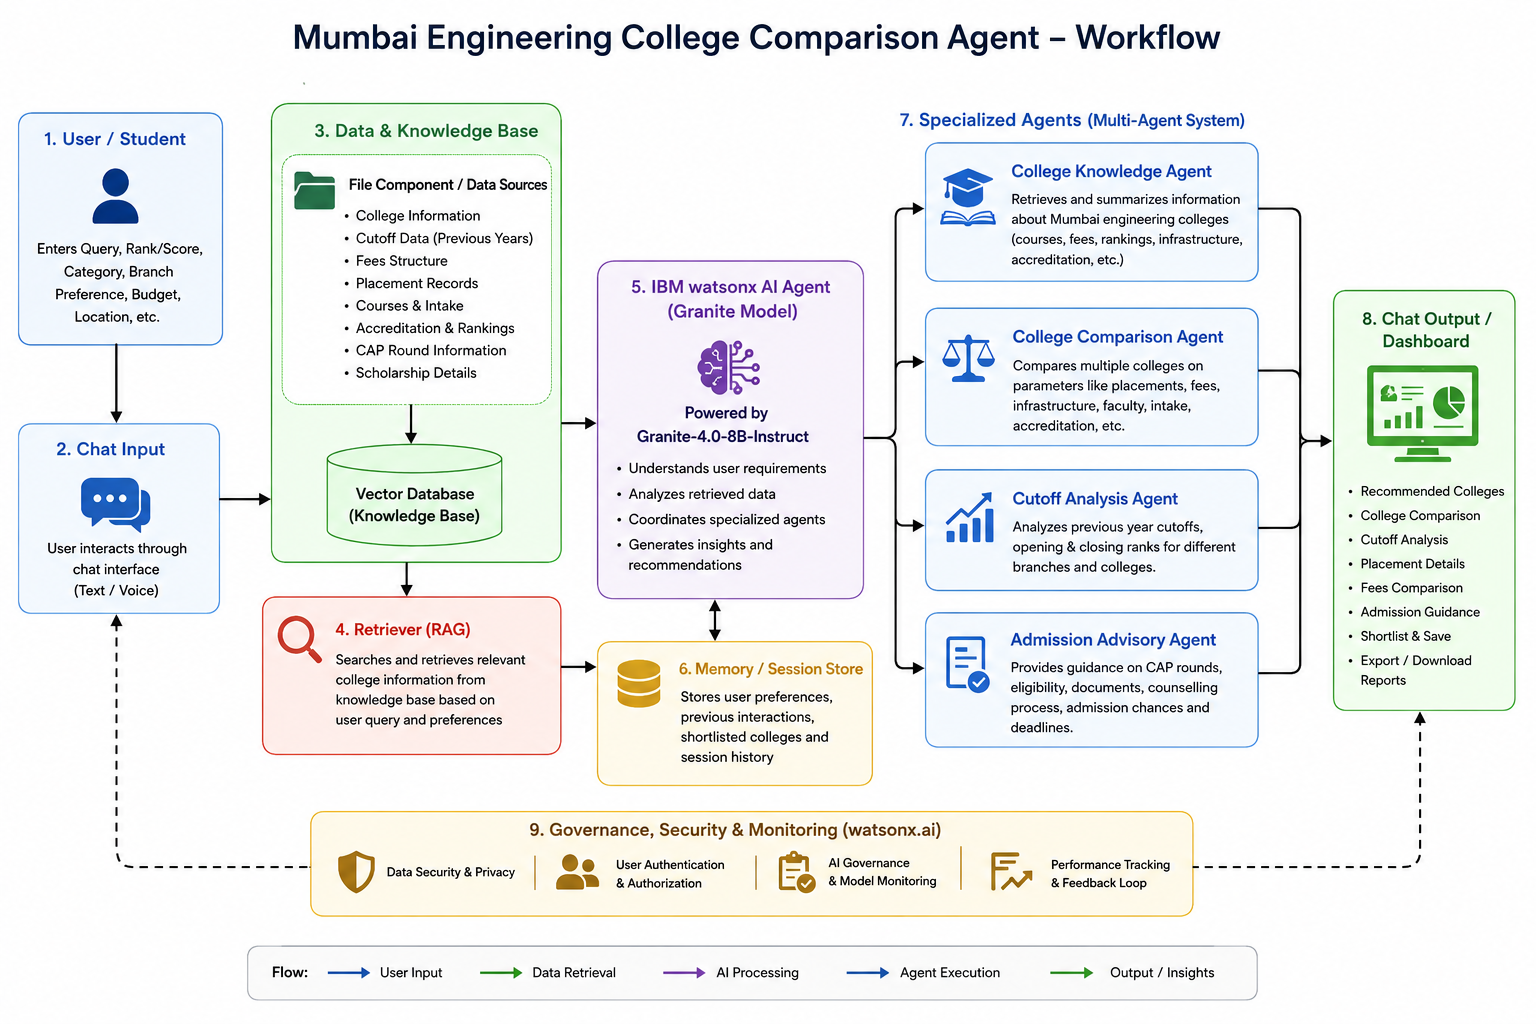 Mumbai Engineering College Comparison Agent – Workflow
1. User / Student
Enters Query, Rank/Score,
Category, Branch
Preference, Budget,
Location, etc.
2. Chat Input
User interacts through
chat interface
(Text / Voice)
3. Data & Knowledge Base
File Component / Data Sources
• College Information
• Cutoff Data (Previous Years)
• Fees Structure
• Placement Records
• Courses & Intake
• Accreditation & Rankings
• CAP Round Information
• Scholarship Details
Vector Database
(Knowledge Base)
4. Retriever (RAG)
Searches and retrieves relevant
college information from
knowledge base based on
user query and preferences
5. IBM watsonx AI Agent
(Granite Model)
Powered by
Granite-4.0-8B-Instruct
• Understands user requirements
• Analyzes retrieved data
• Coordinates specialized agents
• Generates insights and
recommendations
6. Memory / Session Store
Stores user preferences,
previous interactions,
shortlisted colleges and
session history
7. Specialized Agents (Multi-Agent System)
College Knowledge Agent
Retrieves and summarizes information
about Mumbai engineering colleges
(courses, fees, rankings, infrastructure,
accreditation, etc.)
College Comparison Agent
Compares multiple colleges on
parameters like placements, fees,
infrastructure, faculty, intake,
accreditation, etc.
Cutoff Analysis Agent
Analyzes previous year cutoffs,
opening & closing ranks for different
branches and colleges.
Admission Advisory Agent
Provides guidance on CAP rounds,
eligibility, documents, counselling
process, admission chances and
deadlines.
8. Chat Output /
Dashboard
• Recommended Colleges
• College Comparison
• Cutoff Analysis
• Placement Details
• Fees Comparison
• Admission Guidance
• Shortlist & Save
• Export / Download
Reports
9. Governance, Security & Monitoring (watsonx.ai)
Data Security & Privacy
User Authentication
& Authorization
AI Governance
& Model Monitoring
Performance Tracking
& Feedback Loop
Flow:
User Input
Data Retrieval
AI Processing
Agent Execution
Output / Insights